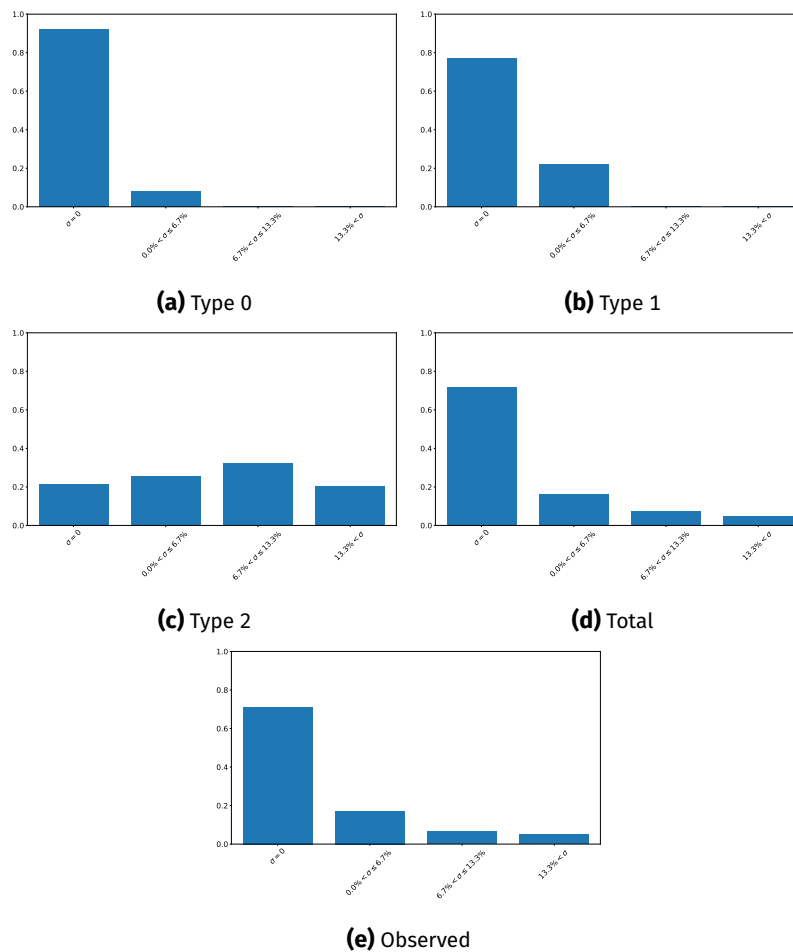 1.0
0.8
0.6
0.4
0.2
0.0
σ = 0
0.0% < σ ≤ 6.7%
6.7% < σ ≤ 13.3%
13.3% < σ
(a) Type 0
1.0
0.8
0.6
0.4
0.2
0.0
σ = 0
0.0% < σ ≤ 6.7%
6.7% < σ ≤ 13.3%
13.3% < σ
(b) Type 1
1.0
0.8
0.6
0.4
0.2
0.0
σ = 0
0.0% < σ ≤ 6.7%
6.7% < σ ≤ 13.3%
13.3% < σ
(c) Type 2
1.0
0.8
0.6
0.4
0.2
0.0
σ = 0
0.0% < σ ≤ 6.7%
6.7% < σ ≤ 13.3%
13.3% < σ
(d) Total
1.0
0.8
0.6
0.4
0.2
0.0
σ = 0
0.0% < σ ≤ 6.7%
6.7% < σ ≤ 13.3%
13.3% < σ
(e) Observed